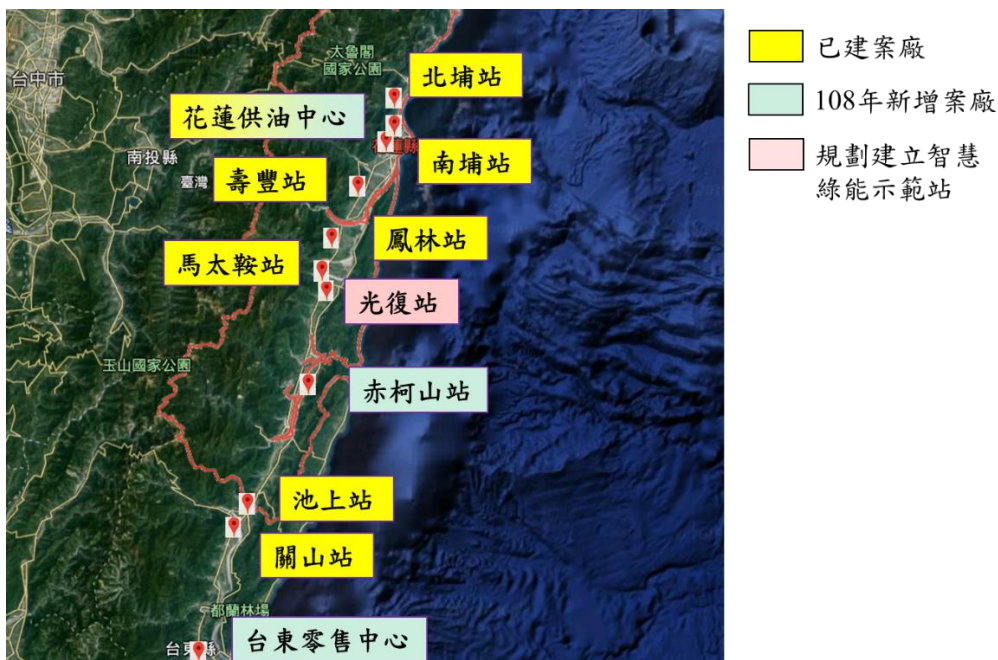 太魯閣
國家公園
台中市
北埔站
花蓮供油中心
南投縣
南埔站
臺灣
壽豐站
鳳林站
馬太鞍站
光復站
玉山國家公園
赤柯山站
池上站
關山站
都蘭林場
台東零售中心
已建案廠
108年新增案廠
規劃建立智慧
綠能示範站